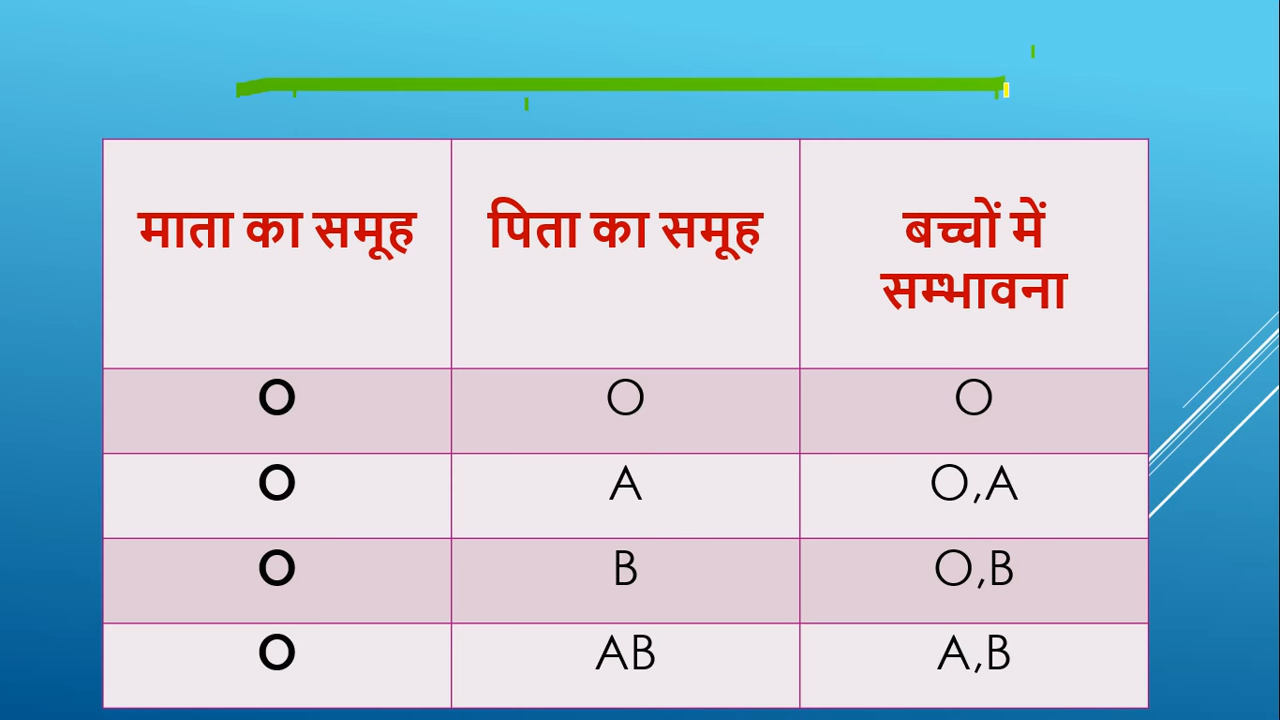 माता का समूह पिता का समूह बच्चों में
सम्भावना
O O O
O A O,A
O B O,B
O AB A,B